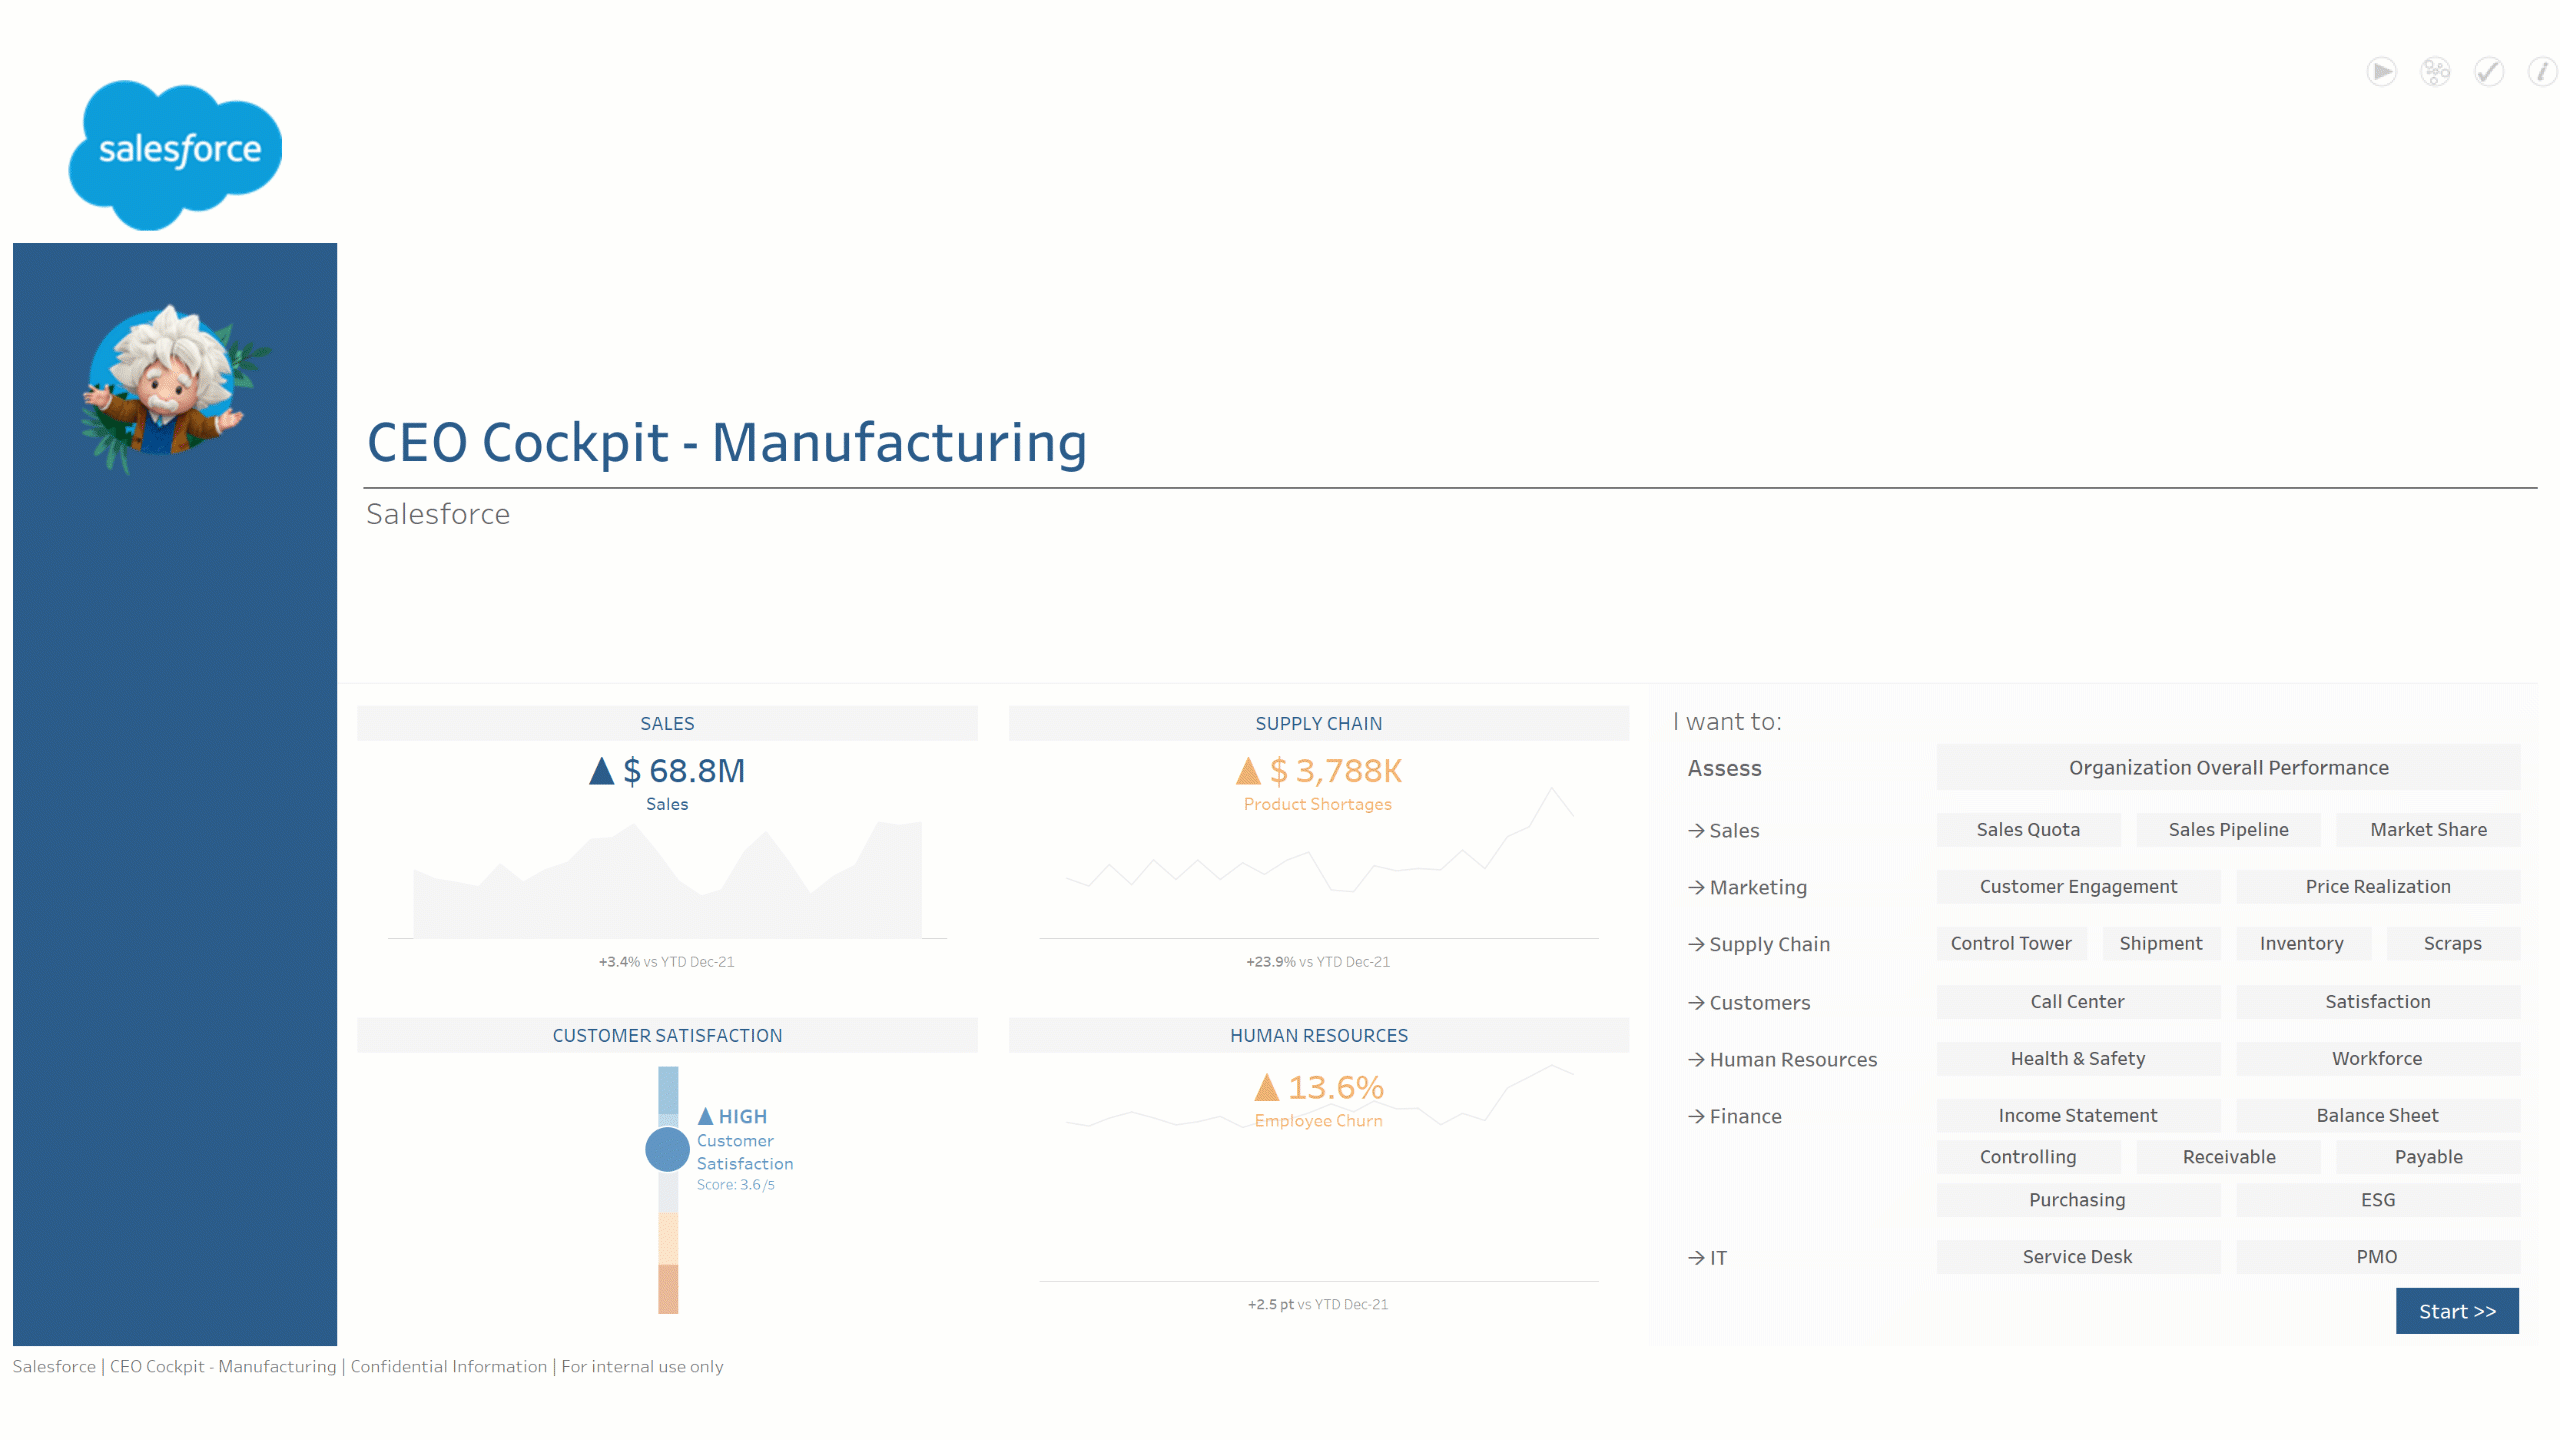 salesforce
CEO Cockpit - Manufacturing
Salesforce
SALES
▲ $ 68.8M
Sales
+3.4% vs YTD Dec-21
SUPPLY CHAIN
▲ $ 3,788K
Product Shortages
+23.9% vs YTD Dec-21
CUSTOMER SATISFACTION
▲ HIGH
Customer
Satisfaction
Score: 3.6/5
HUMAN RESOURCES
▲ 13.6%
Employee Churn
+2.5 pt vs YTD Dec-21
I want to:
Assess
Organization Overall Performance
→ Sales
Sales Quota
Sales Pipeline
Market Share
→ Marketing
Customer Engagement
Price Realization
→ Supply Chain
Control Tower
Shipment
Inventory
Scraps
→ Customers
Call Center
Satisfaction
→ Human Resources
Health & Safety
Workforce
→ Finance
Income Statement
Balance Sheet
Controlling
Receivable
Payable
Purchasing
ESG
→ IT
Service Desk
PMO
Start >>
Salesforce | CEO Cockpit - Manufacturing | Confidential Information | For internal use only